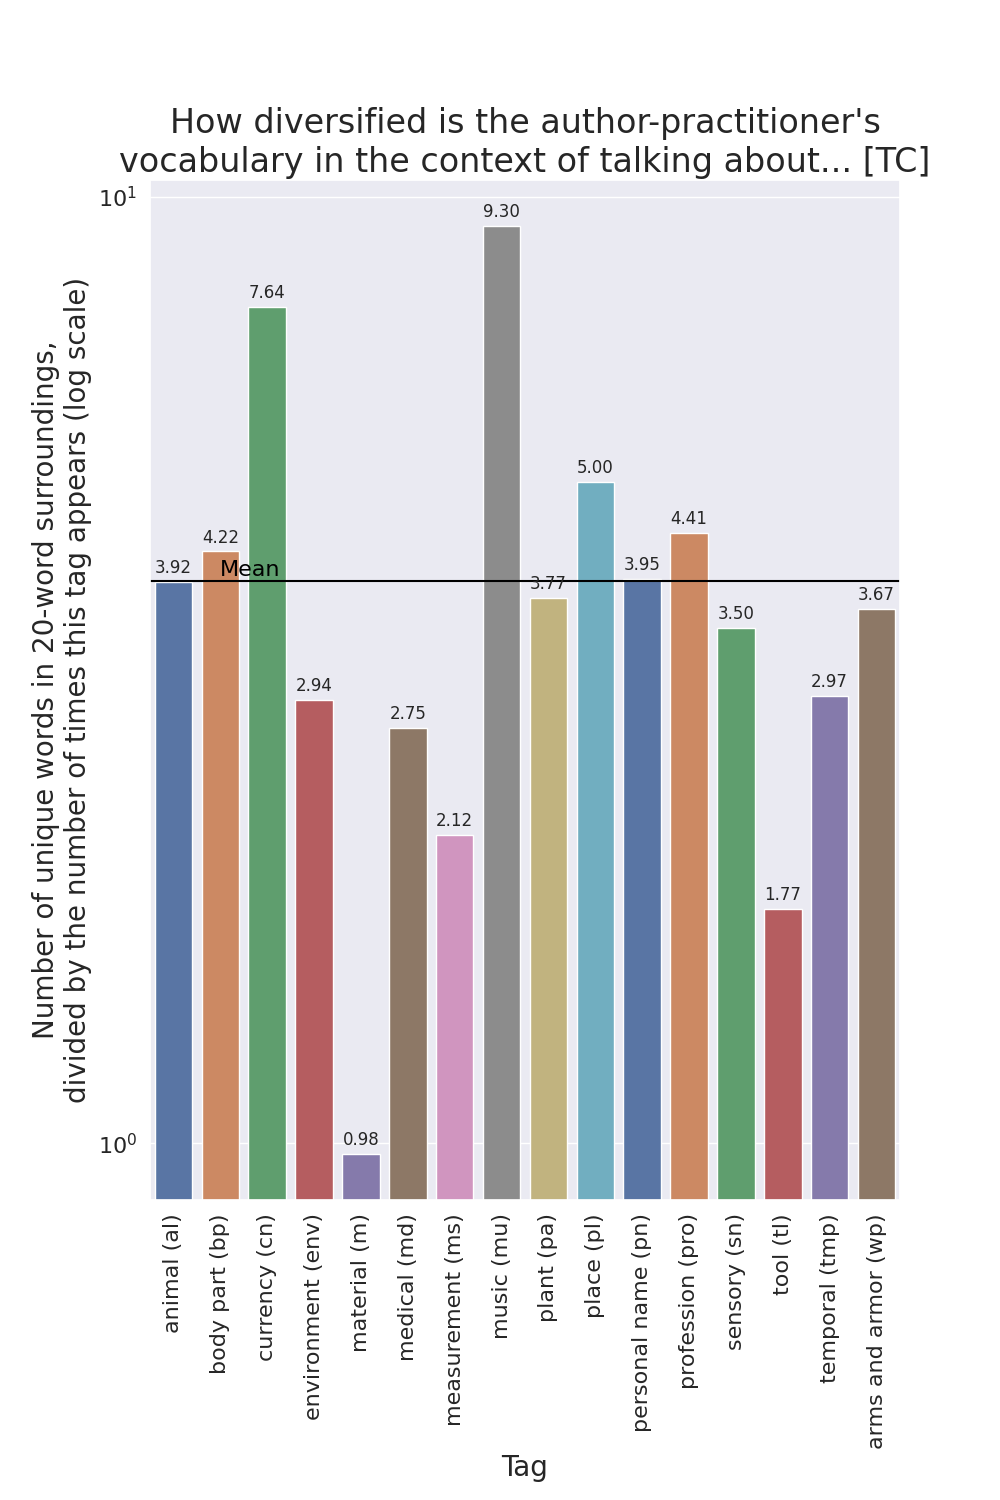 How diversified is the author-practitioner's
vocabulary in the context of talking about... [TC]
Number of unique words in 20-word surroundings,
divided by the number of times this tag appears (log scale)
10¹
10⁰
3.92
4.22
7.64
2.94
0.98
2.75
2.12
9.30
3.77
5.00
3.95
4.41
3.50
1.77
2.97
3.67
Mean
animal (al)
body part (bp)
currency (cn)
environment (env)
material (m)
medical (md)
measurement (ms)
music (mu)
plant (pa)
place (pl)
personal name (pn)
profession (pro)
sensory (sn)
tool (tl)
temporal (tmp)
arms and armor (wp)
Tag